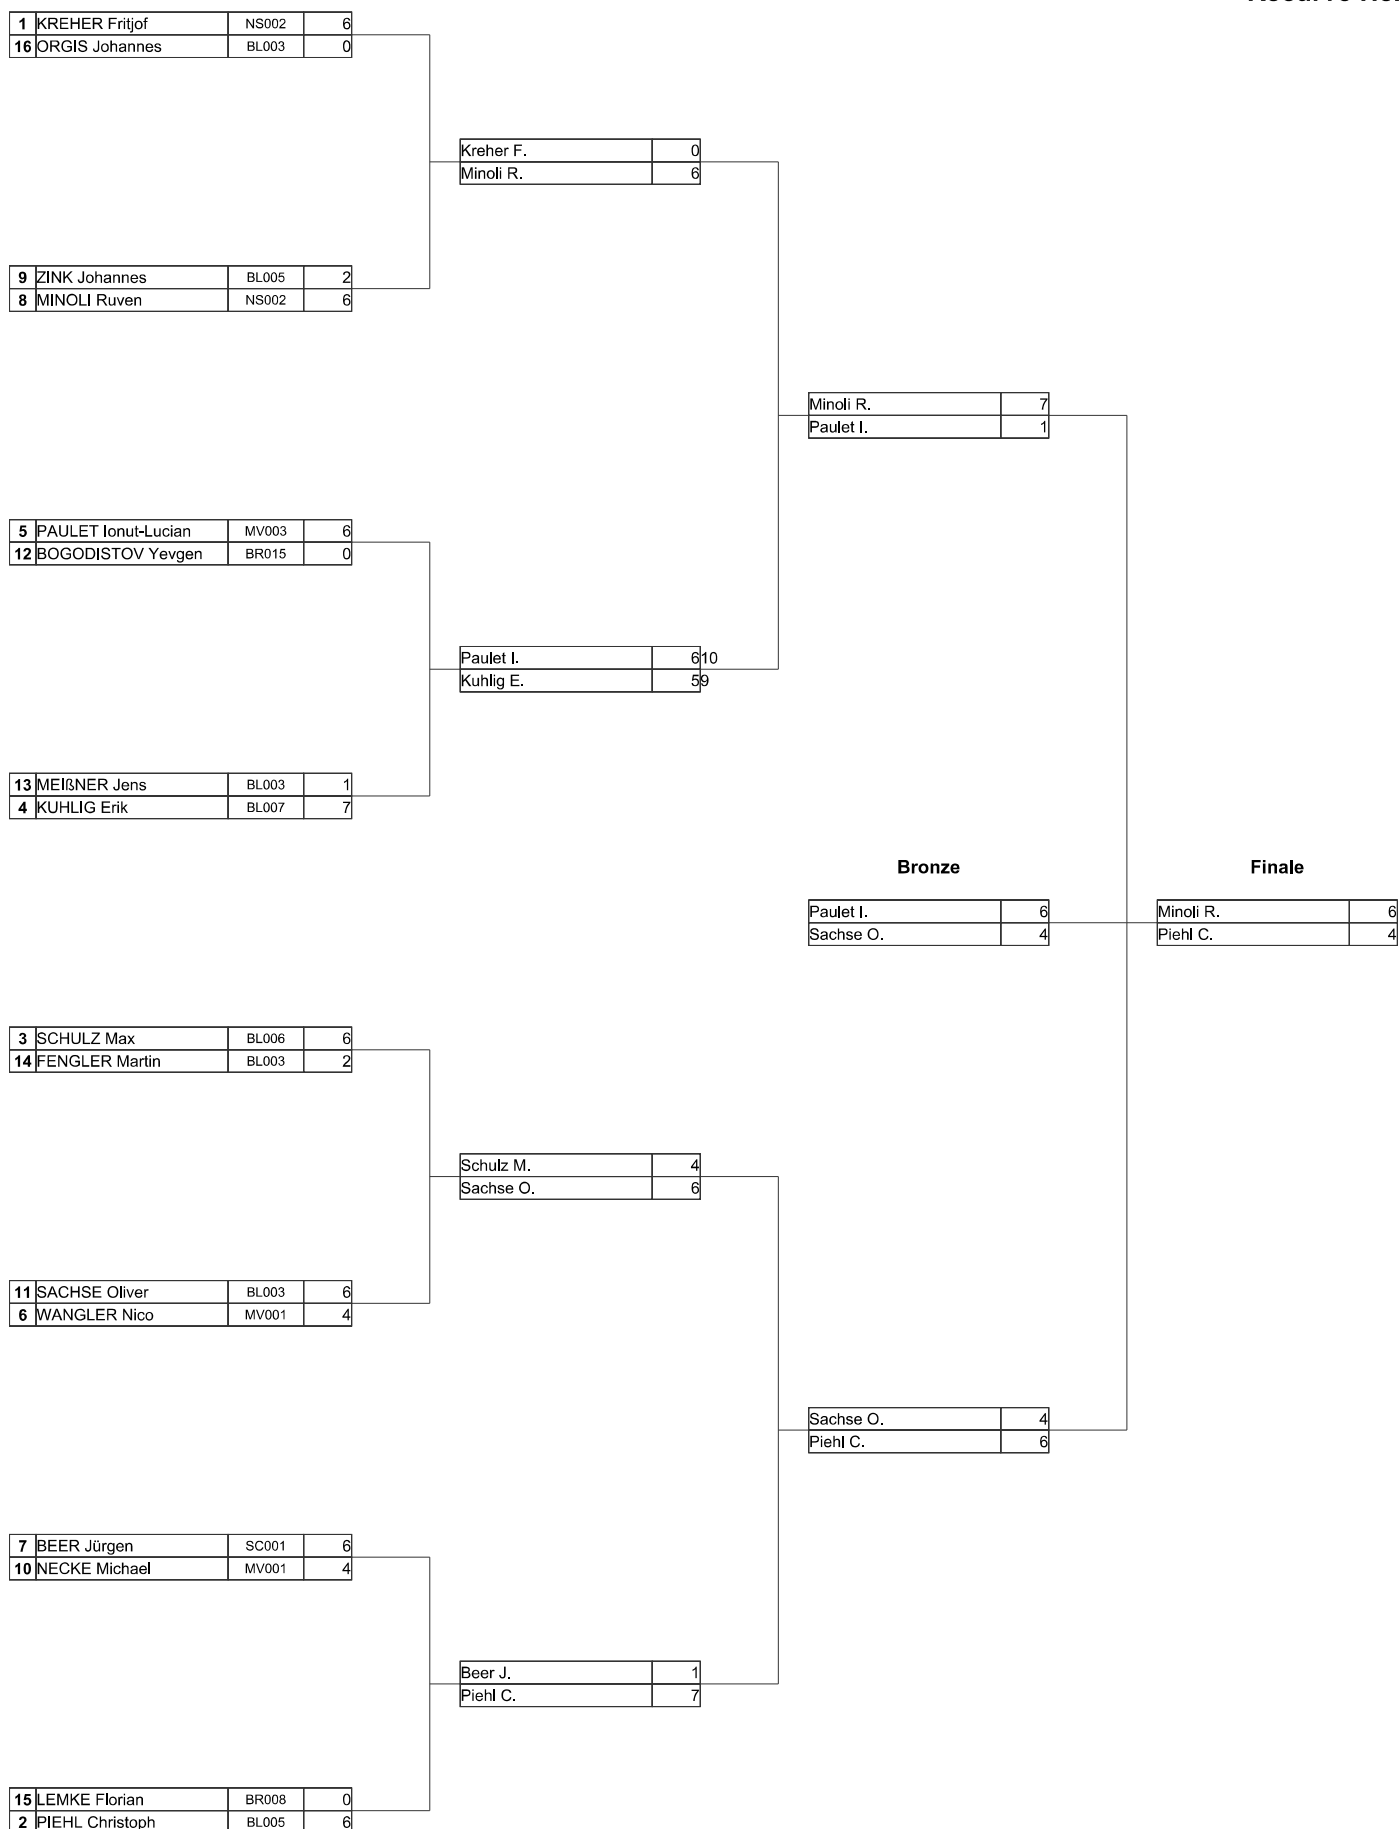 1 KREHER Fritjof NS002 6
16 ORGIS Johannes BL003 0
Kreher F. 0
Minoli R. 6
9 ZINK Johannes BL005 2
8 MINOLI Ruven NS002 6
Minoli R. 7
Paulet I. 1
5 PAULET Ionut-Lucian MV003 6
12 BOGODISTOV Yevgen BR015 0
Paulet I. 6 10
Kuhlig E. 5 9
13 MEIßNER Jens BL003 1
4 KUHLIG Erik BL007 7
Bronze Finale
Paulet I. 6 Minoli R. 6
Sachse O. 4 Piehl C. 4
3 SCHULZ Max BL006 6
14 FENGLER Martin BL003 2
Schulz M. 4
Sachse O. 6
11 SACHSE Oliver BL003 6
6 WANGLER Nico MV001 4
Sachse O. 4
Piehl C. 6
7 BEER Jürgen SC001 6
10 NECKE Michael MV001 4
Beer J. 1
Piehl C. 7
15 LEMKE Florian BR008 0
2 PIEHL Christoph BL005 6